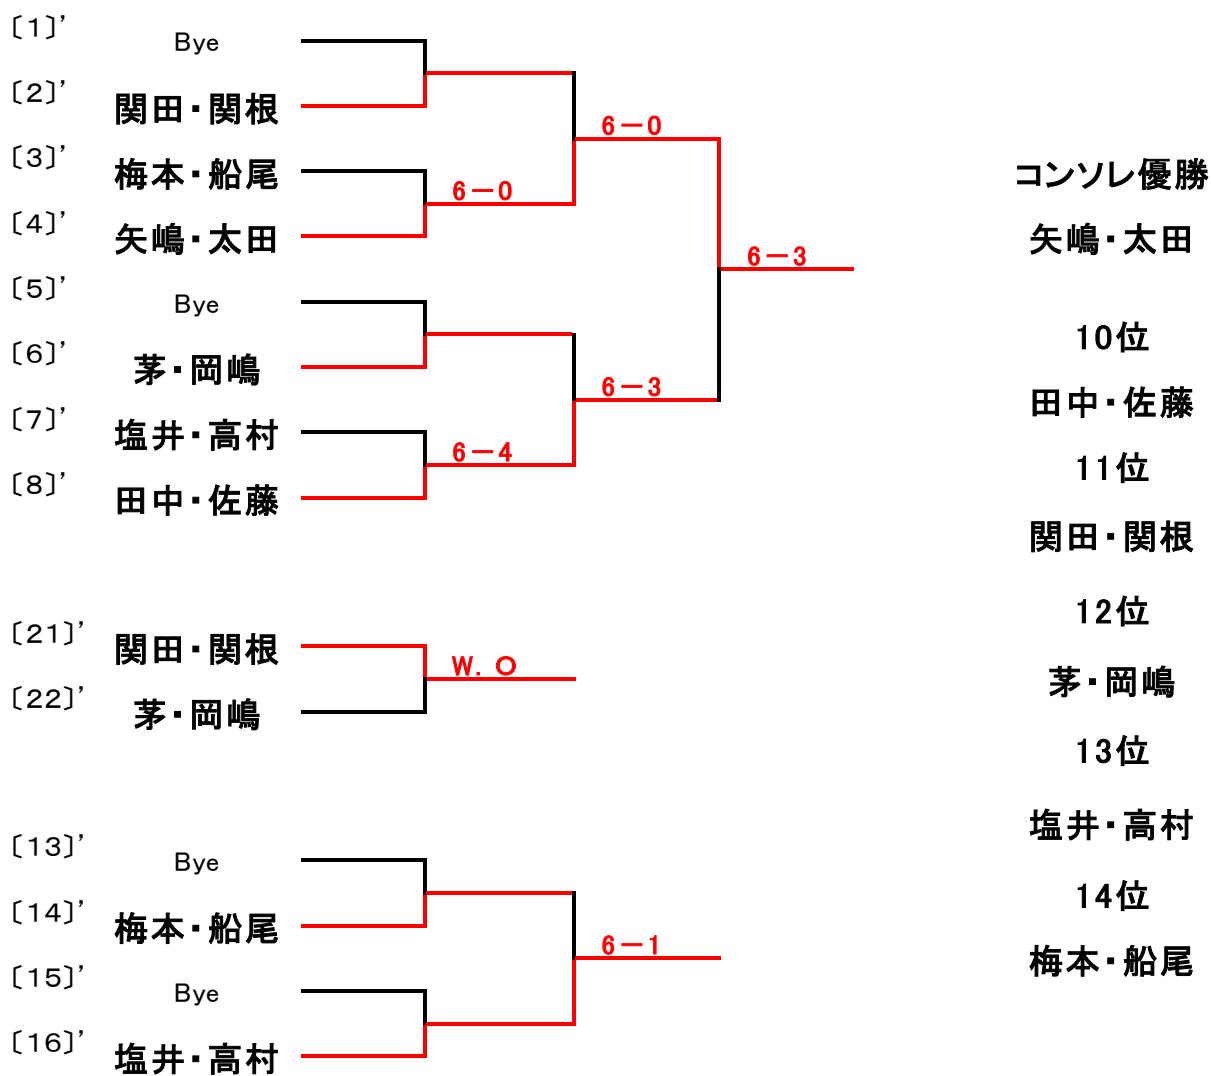 〔1〕’ Bye
〔2〕’ 関田・関根
6－0
〔3〕’ 梅本・船尾
6－0
コンソレ優勝
〔4〕’ 矢嶋・太田
矢嶋・太田
6－3
〔5〕’ Bye
10位
〔6〕’ 茅・岡嶋
6－3
田中・佐藤
〔7〕’ 塩井・高村
6－4
11位
〔8〕’ 田中・佐藤
関田・関根
12位
〔21〕’ 関田・関根
W．O
茅・岡嶋
〔22〕’ 茅・岡嶋
13位
塩井・高村
〔13〕’ Bye
14位
〔14〕’ 梅本・船尾
6－1
梅本・船尾
〔15〕’ Bye
〔16〕’ 塩井・高村